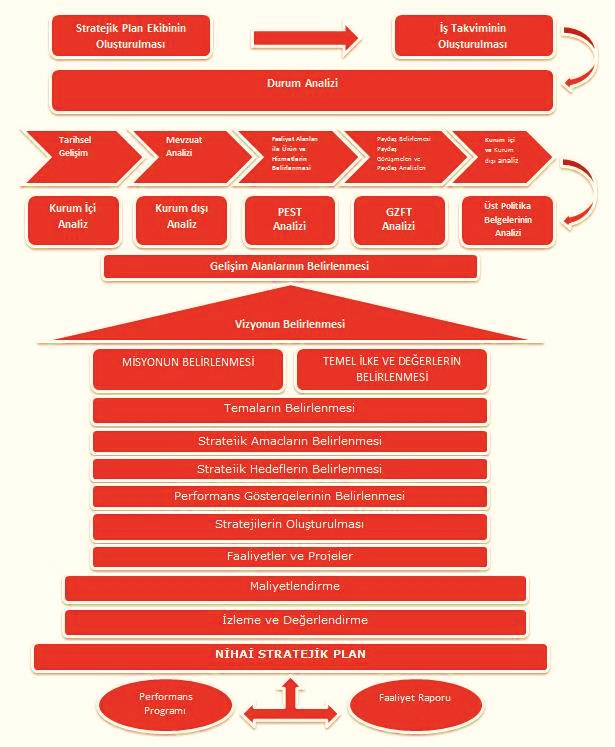 Stratejik Plan Ekibinin
Oluşturulması
İş Takviminin
Oluşturulması
Durum Analizi
Tarihsel
Gelişim
Mevzuat
Analizi
Faaliyet Alanları
ile Ürün ve
Hizmetlerin
Belirlenmesi
Paydaş Belirlemesi
Paydaş
Görüşmeleri ve
Paydaş Analizleri
Kurum içi
ve Kurum
dışı analiz
Kurum İçi
Analiz
Kurum dışı
Analiz
PEST
Analizi
GZFT
Analizi
Üst Politika
Belgelerinin
Analizi
Gelişim Alanlarının Belirlenmesi
Vizyonun Belirlenmesi
MİSYONUN BELİRLENMESİ
TEMEL İLKE VE DEĞERLERİN
BELİRLENMESİ
Temaların Belirlenmesi
Stratejik Amaçların Belirlenmesi
Stratejik Hedeflerin Belirlenmesi
Performans Göstergelerinin Belirlenmesi
Stratejilerin Oluşturulması
Faaliyetler ve Projeler
Maliyetlendirme
İzleme ve Değerlendirme
NİHAİ STRATEJİK PLAN
Performans
Programı
Faaliyet Raporu